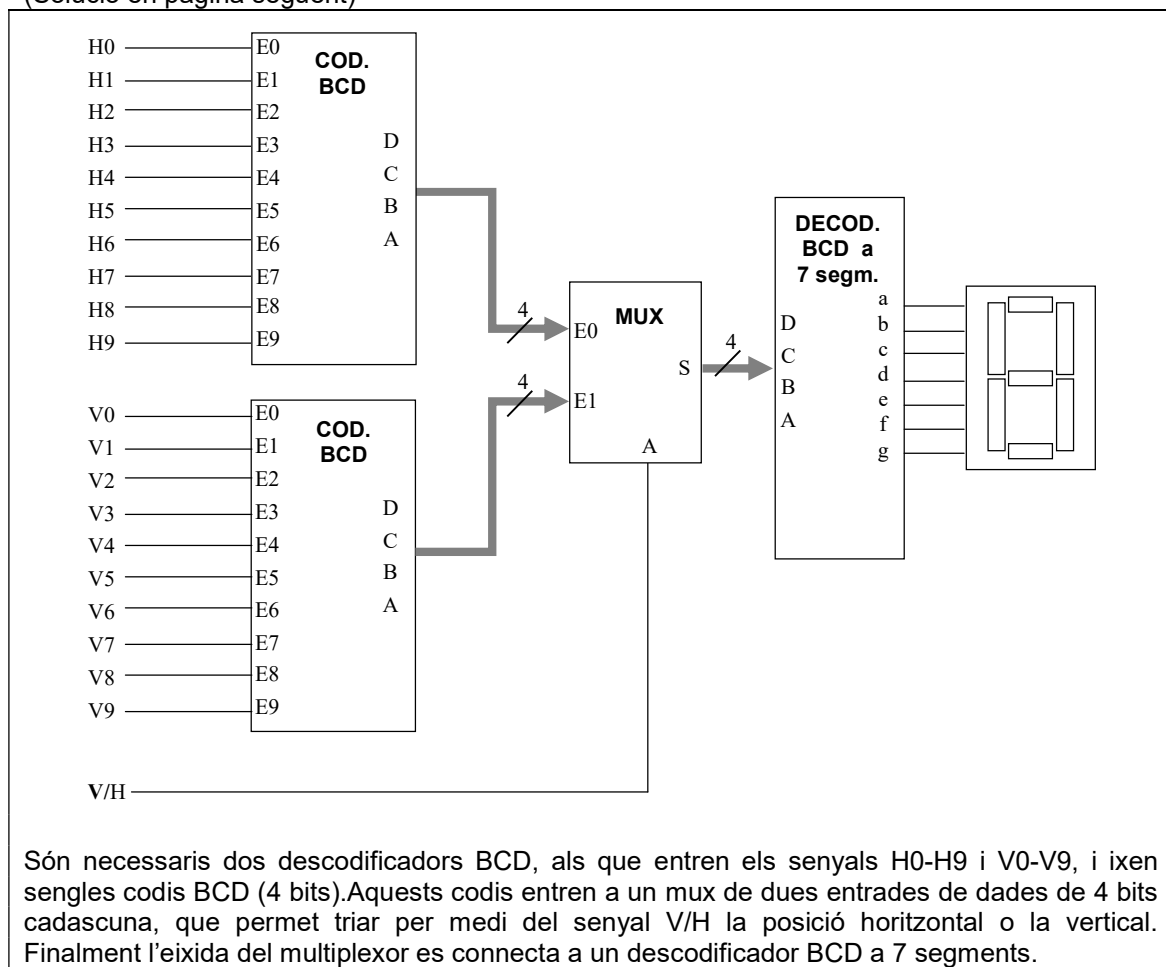 (Solució en pàgina següent)
H0 E0 COD.
BCD
H1 E1
H2 E2
H3 E3 D
H4 E4 C
H5 E5 B
H6 E6 A
H7 E7
H8 E8
H9 E9
4
4
E0 MUX
E1 S
A
4
DECOD.
BCD a
7 segm.
a
D b
C c
B d
A e
f
g
V0 E0 COD.
BCD
V1 E1
V2 E2
V3 E3 D
V4 E4 C
V5 E5 B
V6 E6 A
V7 E7
V8 E8
V9 E9
V/H
Són necessaris dos descodificadors BCD, als que entren els senyals H0-H9 i V0-V9, i ixen
sengles codis BCD (4 bits).Aquests codis entren a un mux de dues entrades de dades de 4 bits
cadascuna, que permet triar per medi del senyal V/H la posició horitzontal o la vertical.
Finalment l’eixida del multiplexor es connecta a un descodificador BCD a 7 segments.